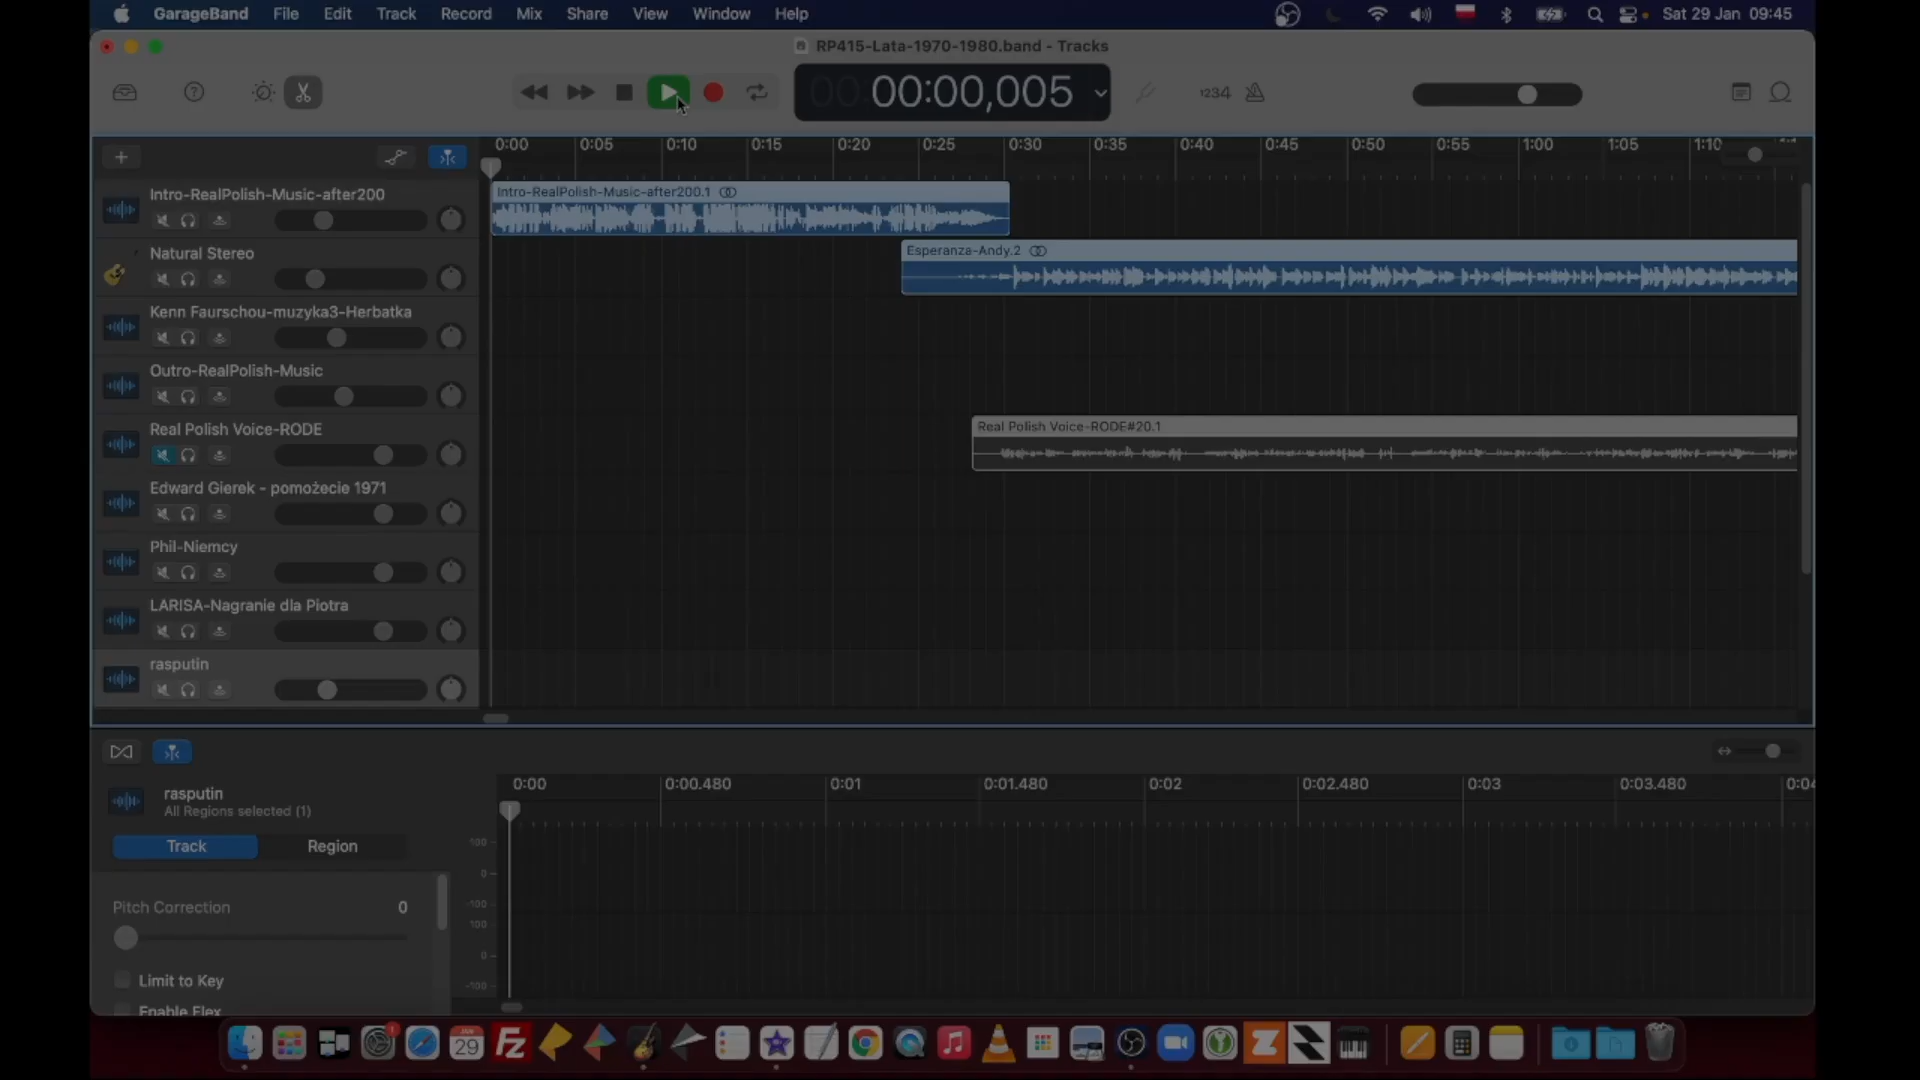 GarageBand File Edit Track Record Mix Share View Window Help Sat 29 Jan 09:45
RP415-Lata-1970-1980.band - Tracks
00:00,005
1234
0:00 0:05 0:10 0:15 0:20 0:25 0:30 0:35 0:40 0:45 0:50 0:55 1:00 1:05 1:10
Intro-RealPolish-Music-after200
Intro-RealPolish-Music-after200.1
Natural Stereo
Esperanza-Andy.2
Kenn Faurschou-muzyka3-Herbatka
Outro-RealPolish-Music
Real Polish Voice-RODE
Real Polish Voice-RODE#20.1
Edward Gierek - pomożecie 1971
Phil-Niemcy
LARISA-Nagranie dla Piotra
rasputin
0:00 0:00.480 0:01 0:01.480 0:02 0:02.480 0:03 0:03.480 0:04
rasputin
All Regions selected (1)
Track Region
100
0
-100
100
0
-100
Pitch Correction 0
Limit to Key
Enable Flex
JAN
29